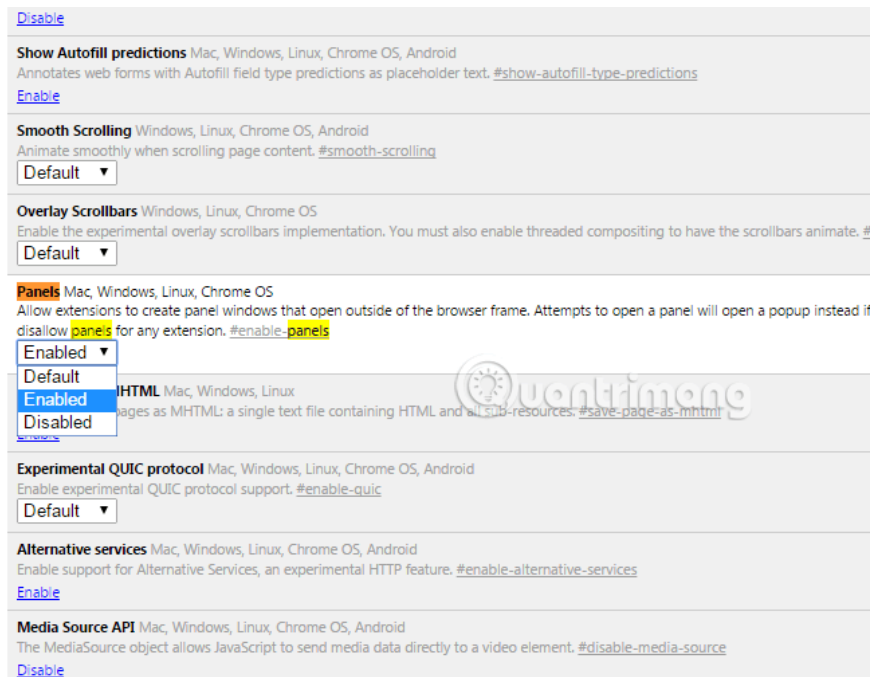 Disable
Show Autofill predictions Mac, Windows, Linux, Chrome OS, Android
Annotates web forms with Autofill field type predictions as placeholder text. #show-autofill-type-predictions
Enable
Smooth Scrolling Windows, Linux, Chrome OS, Android
Animate smoothly when scrolling page content. #smooth-scrolling
Default ▼
Overlay Scrollbars Windows, Linux, Chrome OS
Enable the experimental overlay scrollbars implementation. You must also enable threaded compositing to have the scrollbars animate. #
Default ▼
Panels Mac, Windows, Linux, Chrome OS
Allow extensions to create panel windows that open outside of the browser frame. Attempts to open a panel will open a popup instead if
disallow panels for any extension. #enable-panels
Enabled ▼
Default
Enabled
Disabled
MHTML Mac, Windows, Linux
pages as MHTML: a single text file containing HTML and all sub-resources. #save-page-as-mhtml
Quantrimang
Experimental QUIC protocol Mac, Windows, Linux, Chrome OS, Android
Enable experimental QUIC protocol support. #enable-quic
Default ▼
Alternative services Mac, Windows, Linux, Chrome OS, Android
Enable support for Alternative Services, an experimental HTTP feature. #enable-alternative-services
Enable
Media Source API Mac, Windows, Linux, Chrome OS, Android
The MediaSource object allows JavaScript to send media data directly to a video element. #disable-media-source
Disable